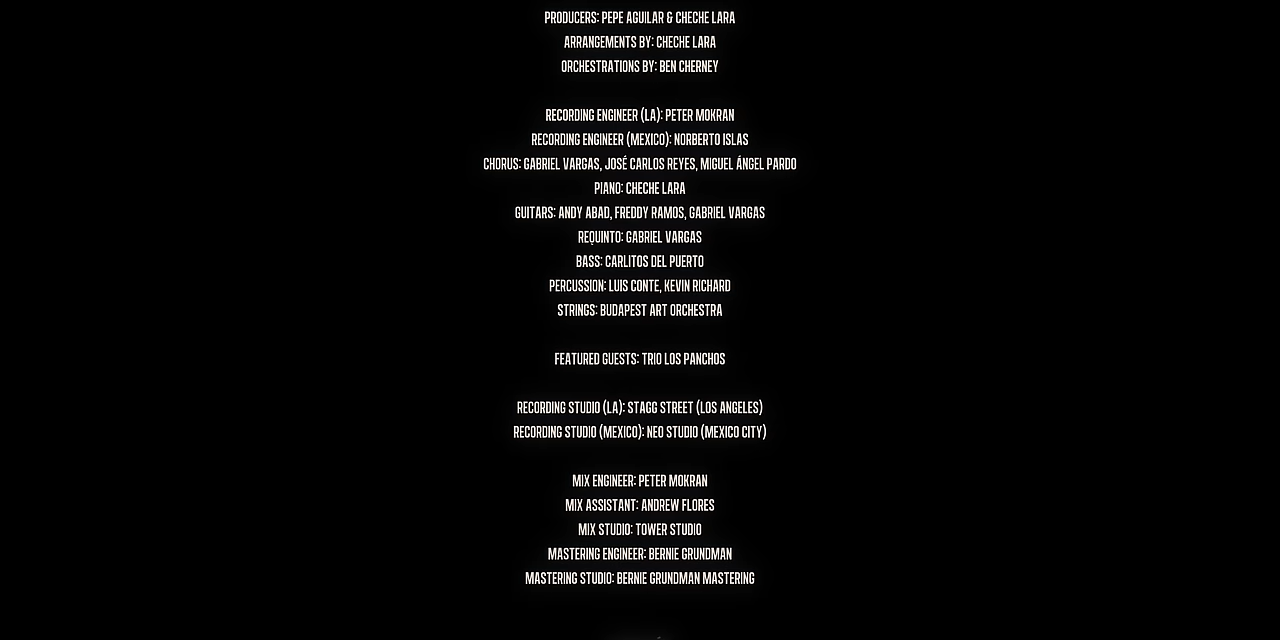 PRODUCERS: PEPE AGUILAR & CHECHE LARA
ARRANGEMENTS BY: CHECHE LARA
ORCHESTRATIONS BY: BEN CHERNEY
RECORDING ENGINEER (LA): PETER MOKRAN
RECORDING ENGINEER (MEXICO): NORBERTO ISLAS
CHORUS: GABRIEL VARGAS, JOSÉ CARLOS REYES, MIGUEL ÁNGEL PARDO
PIANO: CHECHE LARA
GUITARS: ANDY ABAD, FREDDY RAMOS, GABRIEL VARGAS
REQUINTO: GABRIEL VARGAS
BASS: CARLITOS DEL PUERTO
PERCUSSION: LUIS CONTE, KEVIN RICHARD
STRINGS: BUDAPEST ART ORCHESTRA
FEATURED GUESTS: TRIO LOS PANCHOS
RECORDING STUDIO (LA): STAGG STREET (LOS ANGELES)
RECORDING STUDIO (MEXICO): NEO STUDIO (MEXICO CITY)
MIX ENGINEER: PETER MOKRAN
MIX ASSISTANT: ANDREW FLORES
MIX STUDIO: TOWER STUDIO
MASTERING ENGINEER: BERNIE GRUNDMAN
MASTERING STUDIO: BERNIE GRUNDMAN MASTERING